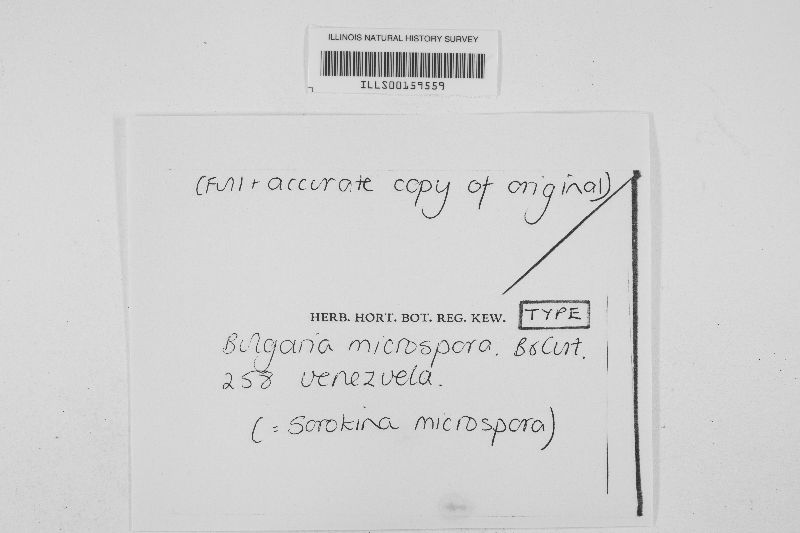 ILLINOIS NATURAL HISTORY SURVEY
ILLS00159559
(Full + accurate copy of original)
HERB. HORT. BOT. REG. KEW. TYPE
Bulgaria microspora. B&Curt.
258 Venezuela.
(= Sorokina microspora)